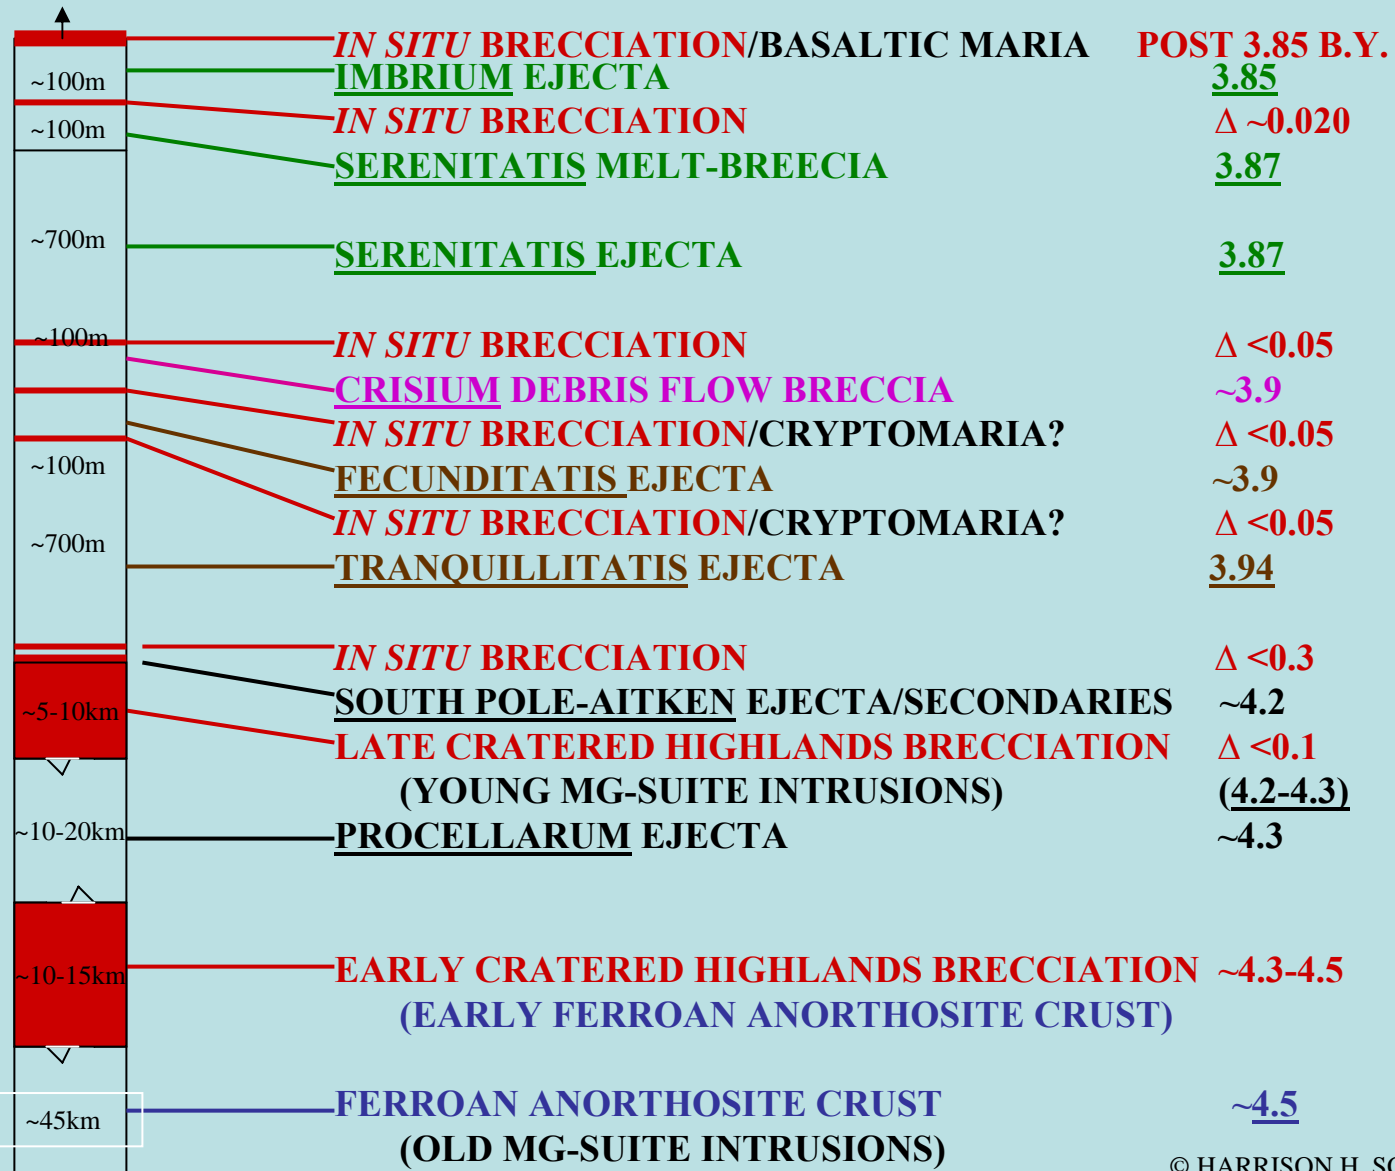 IN SITU BRECCIATION/BASALTIC MARIA POST 3.85 B.Y.
~100m IMBRIUM EJECTA 3.85
~100m IN SITU BRECCIATION Δ ~0.020
SERENITATIS MELT-BREECIA 3.87
~700m SERENITATIS EJECTA 3.87
~100m IN SITU BRECCIATION Δ <0.05
CRISIUM DEBRIS FLOW BRECCIA ~3.9
IN SITU BRECCIATION/CRYPTOMARIA? Δ <0.05
~100m FECUNDITATIS EJECTA ~3.9
IN SITU BRECCIATION/CRYPTOMARIA? Δ <0.05
~700m TRANQUILLITATIS EJECTA 3.94
IN SITU BRECCIATION Δ <0.3
~5-10km SOUTH POLE-AITKEN EJECTA/SECONDARIES ~4.2
LATE CRATERED HIGHLANDS BRECCIATION Δ <0.1
(YOUNG MG-SUITE INTRUSIONS) (4.2-4.3)
~10-20km PROCELLARUM EJECTA ~4.3
~10-15km EARLY CRATERED HIGHLANDS BRECCIATION ~4.3-4.5
(EARLY FERROAN ANORTHOSITE CRUST)
~45km FERROAN ANORTHOSITE CRUST ~4.5
(OLD MG-SUITE INTRUSIONS)
© HARRISON H.